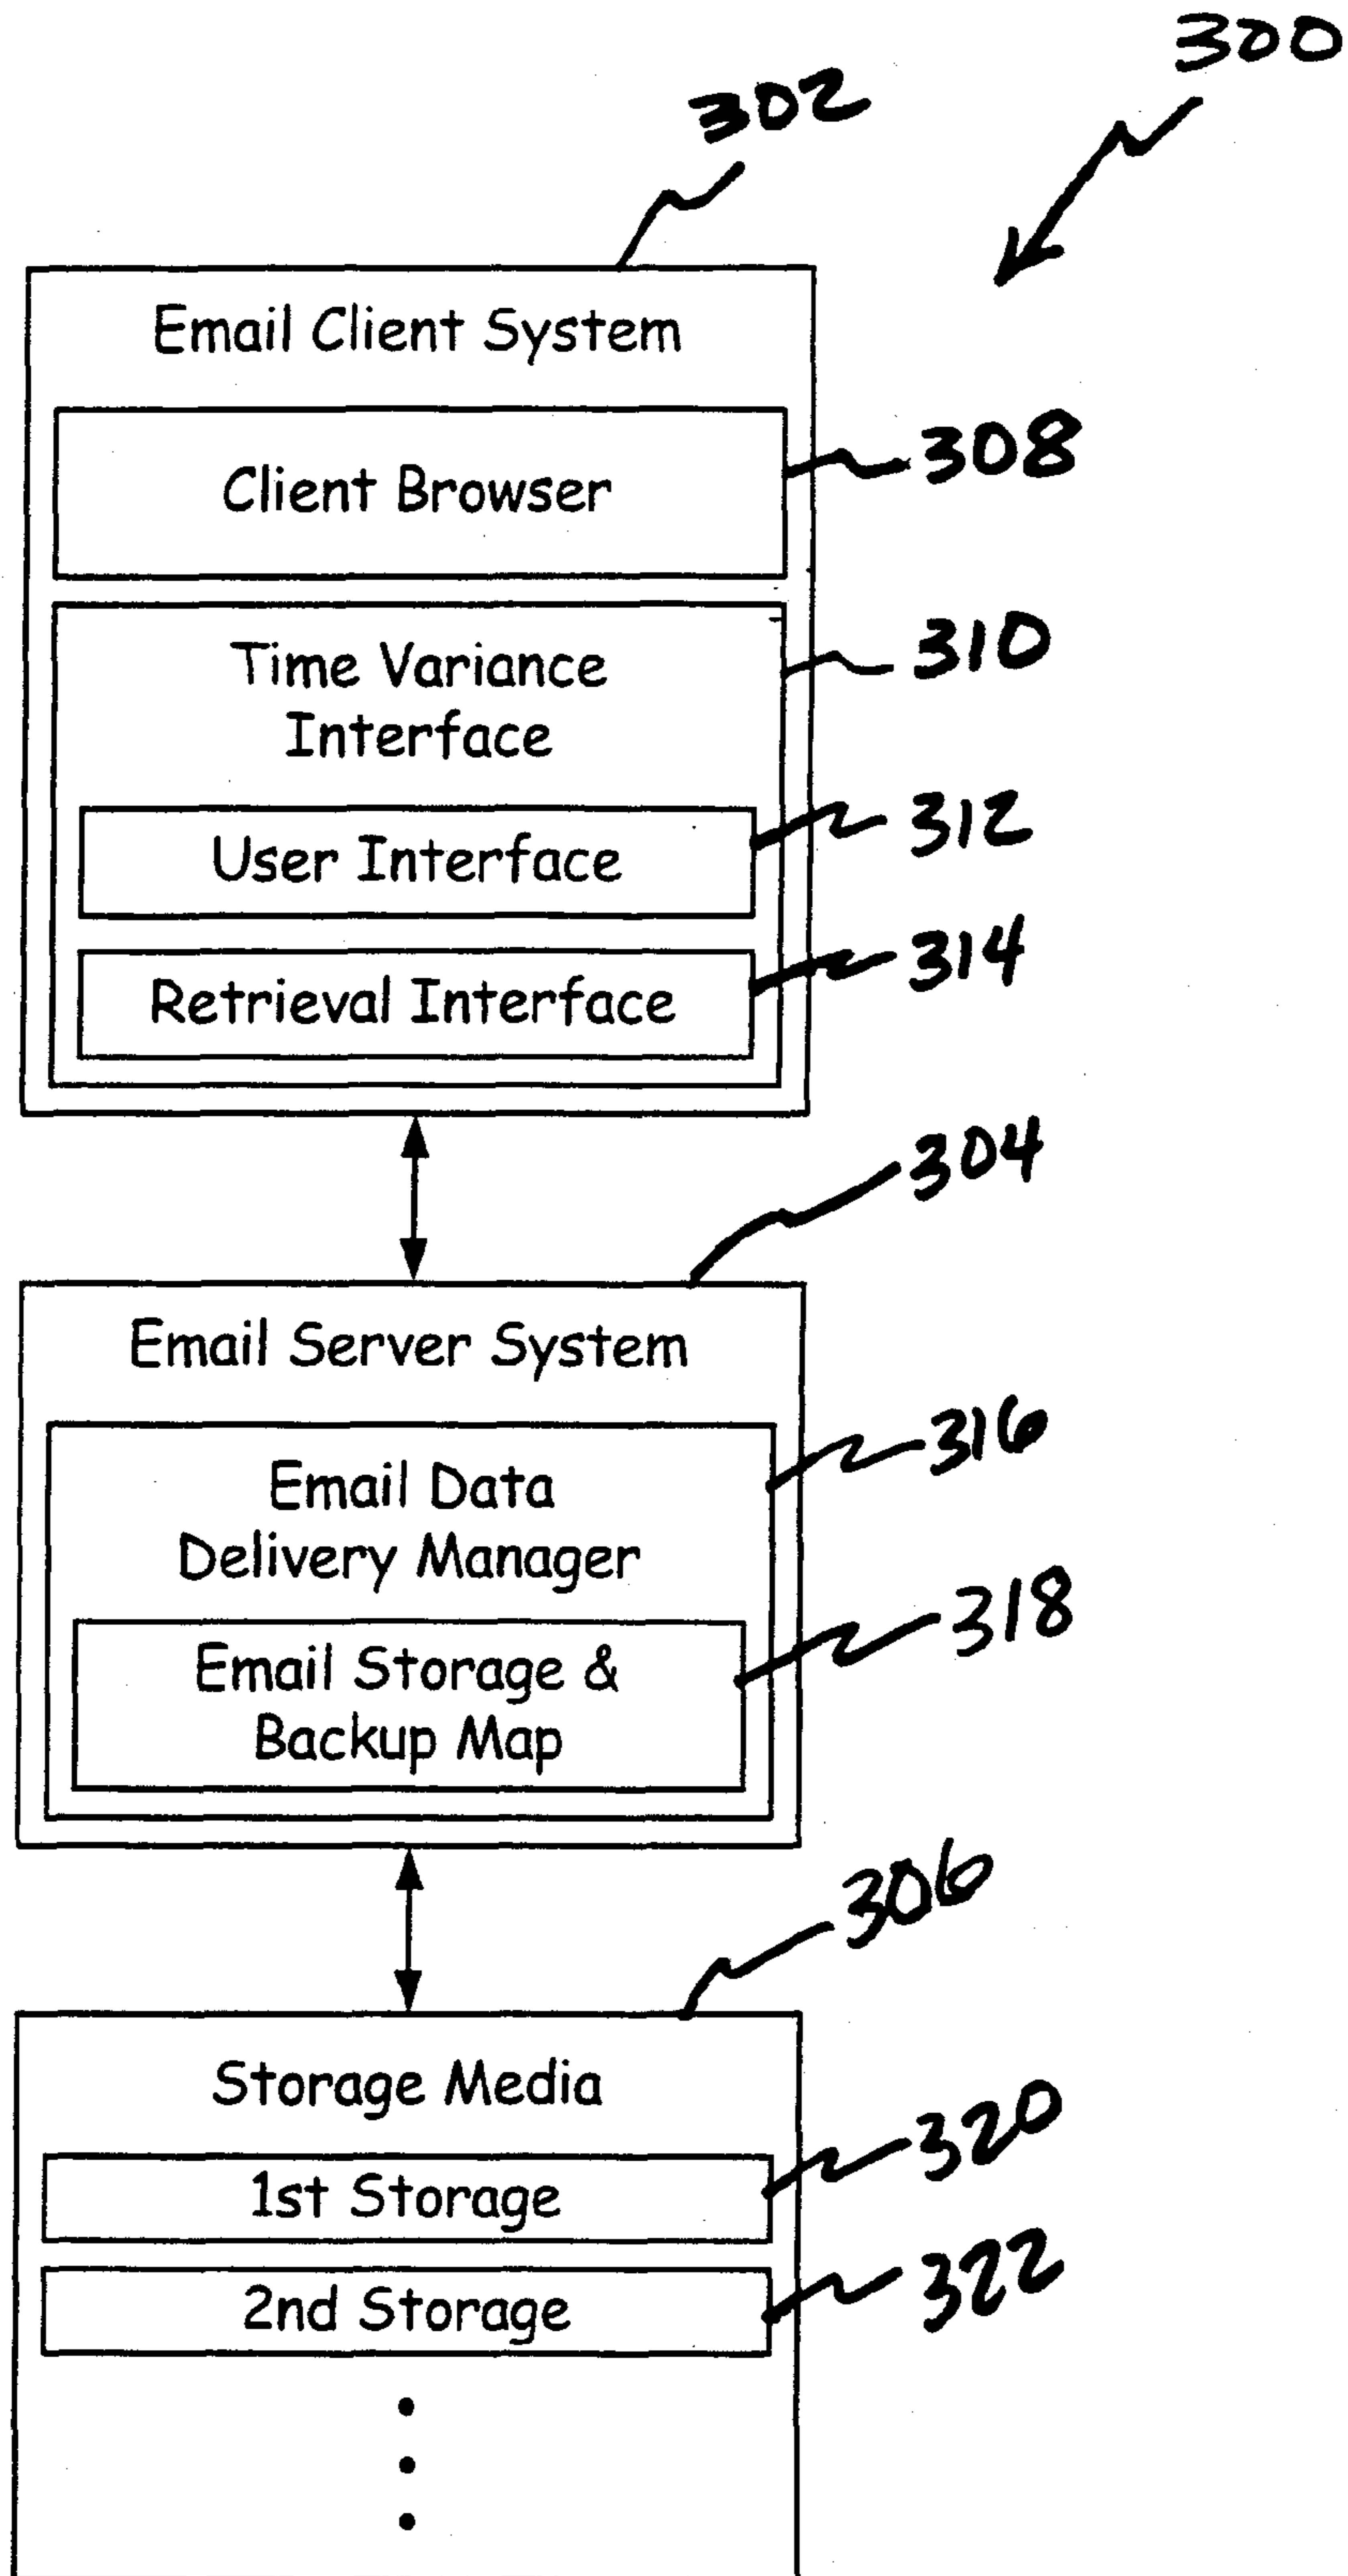 300
302
Email Client System
Client Browser
308
Time Variance
Interface
310
User Interface
312
Retrieval Interface
314
304
Email Server System
Email Data
Delivery Manager
316
Email Storage &
Backup Map
318
306
Storage Media
1st Storage
320
2nd Storage
322